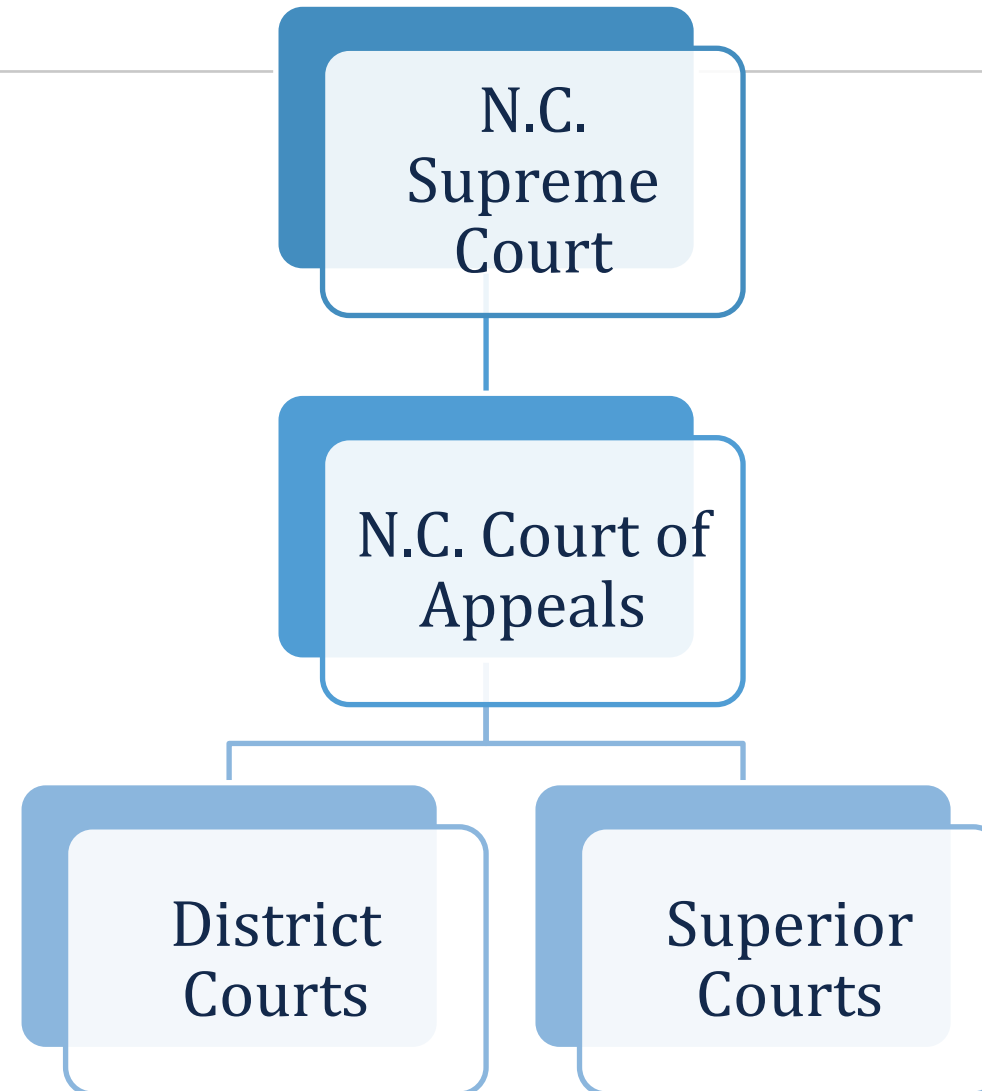 N.C.
Supreme
Court
N.C. Court of
Appeals
District
Courts
Superior
Courts